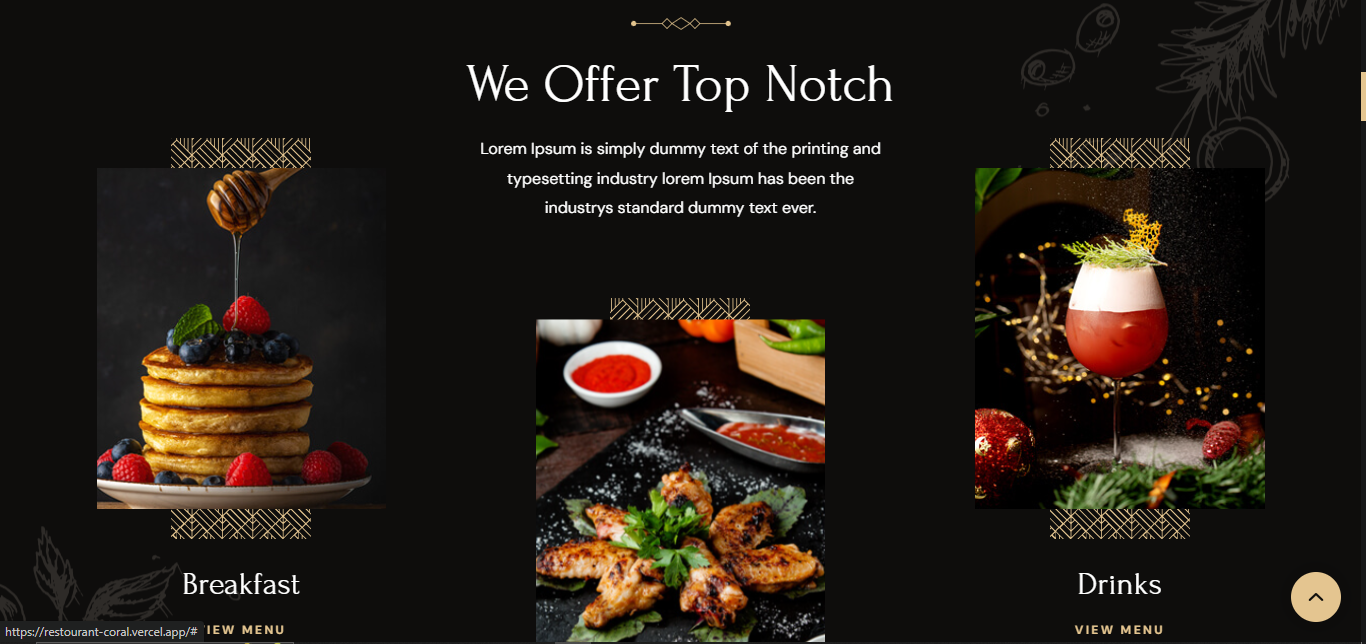 We Offer Top Notch
Lorem Ipsum is simply dummy text of the printing and
typesetting industry lorem Ipsum has been the
industrys standard dummy text ever.
Breakfast
IEW MENU
Drinks
VIEW MENU
https://restourant-coral.vercel.app/#